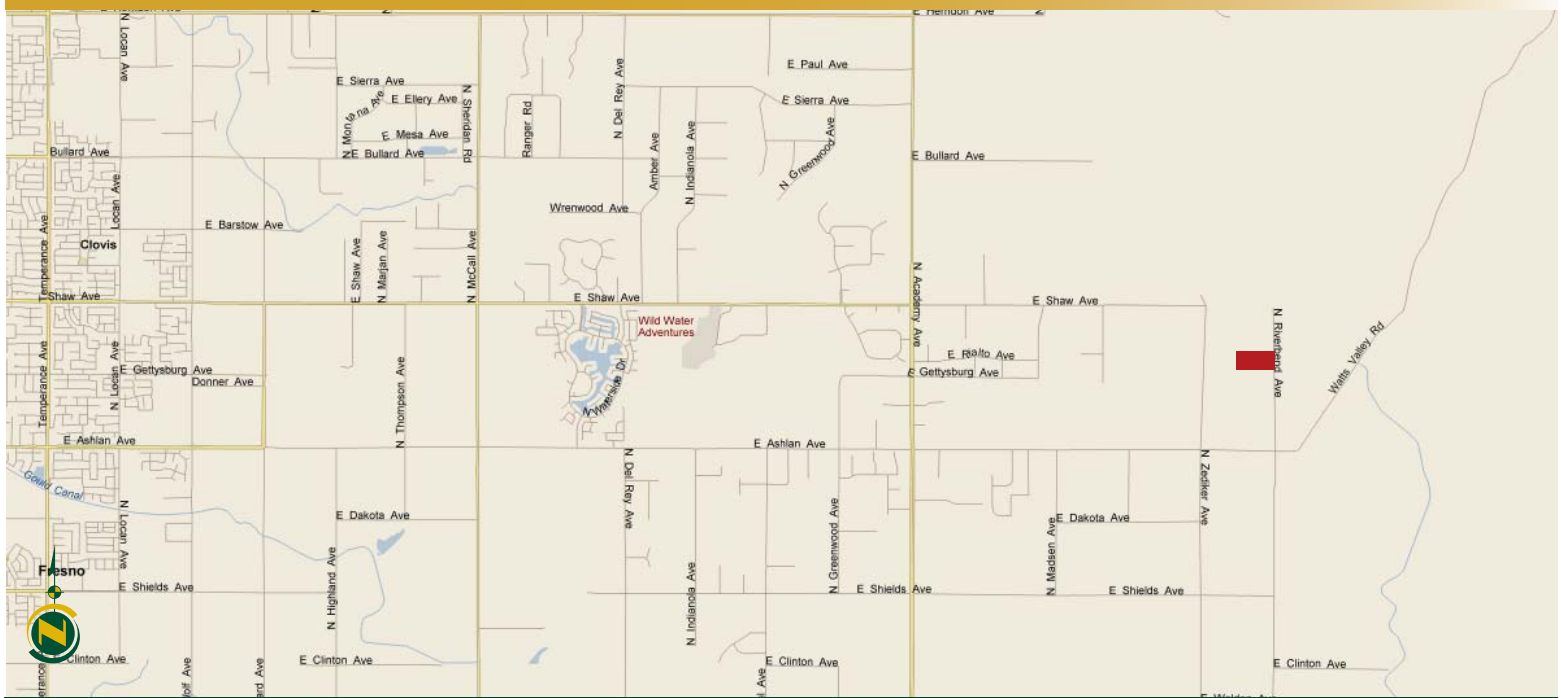 E Herndon Ave
N Locan Ave
E Paul Ave
E Sierra Ave
E Ellery Ave
E Sierra Ave
N Montana Ave
N Sheridan Rd
Ranger Rd
N Del Rey Ave
E Mesa Ave
Amber Ave
N Indianola Ave
N Greenwood Ave
Bullard Ave
E Bullard Ave
E Bullard Ave
Locan Ave
Wrenwood Ave
E Barstow Ave
Temperance Ave
Clovis
E Shaw Ave
N Marjan Ave
N McCall Ave
N Academy Ave
Shaw Ave
E Shaw Ave
E Shaw Ave
Wild Water
Adventures
N Riverbend Ave
Watts Valley Rd
Temperance Ave
N Locan Ave
E Gettysburg Ave
Donner Ave
N Thompson Ave
N Waterside Dr
E Rialto Ave
E Gettysburg Ave
E Ashlan Ave
E Ashlan Ave
Gould Canal
N Locan Ave
N Del Rey Ave
N Zediker Ave
E Dakota Ave
N Greenwood Ave
N Madsen Ave
E Dakota Ave
Fresno
N Highland Ave
N Indianola Ave
E Shields Ave
E Shields Ave
E Shields Ave
E Clinton Ave
E Clinton Ave
E Clinton Ave
E Clinton Ave